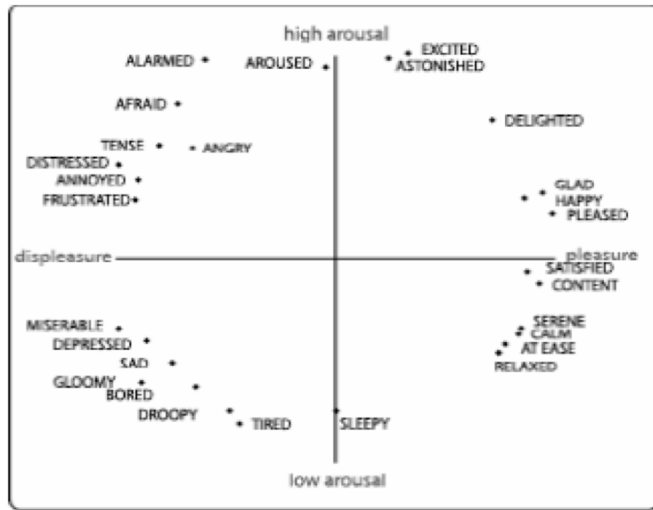 high arousal
ALARMED
AROUSED
EXCITED
ASTONISHED
AFRAID
DELIGHTED
TENSE
ANGRY
DISTRESSED
ANNOYED
FRUSTRATED
GLAD
HAPPY
PLEASED
displeasure
pleasure
SATISFIED
CONTENT
MISERABLE
DEPRESSED
SAD
GLOOMY
BORED
DROOPY
TIRED
SLEEPY
SERENE
CALM
AT EASE
RELAXED
low arousal